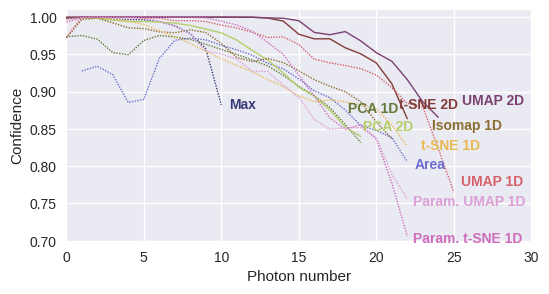 1.00
0.95
0.90
0.85
0.80
0.75
0.70
Confidence
Max
PCA 1D
t-SNE 2D
UMAP 2D
PCA 2D
Isomap 1D
t-SNE 1D
Area
UMAP 1D
Param. UMAP 1D
Param. t-SNE 1D
0 5 10 15 20 25 30
Photon number